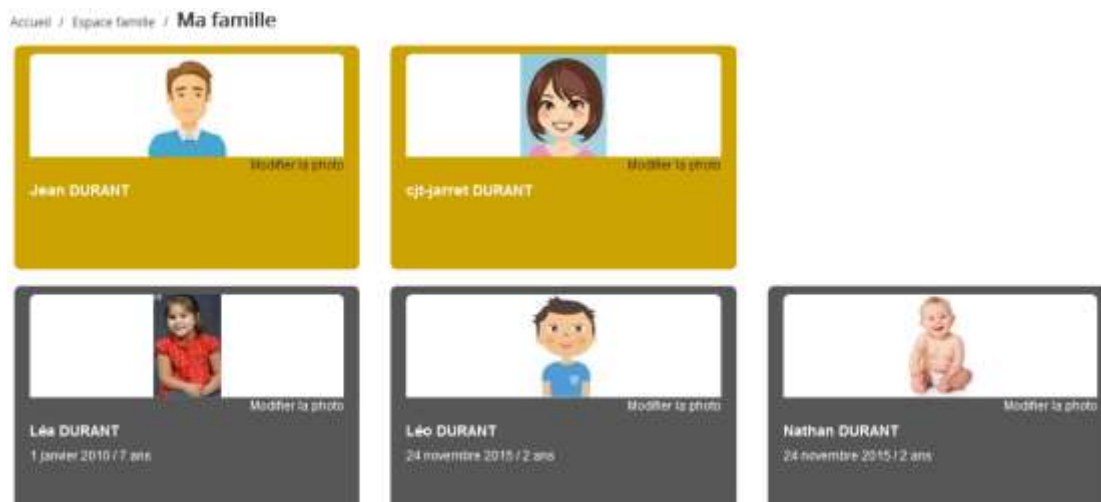 Accueil / Espace famille / Ma famille
Modifier la photo
Jean DURANT
Modifier la photo
cjt-jarret DURANT
Modifier la photo
Léa DURANT
1 janvier 2010 / 7 ans
Modifier la photo
Léo DURANT
24 novembre 2015 / 2 ans
Modifier la photo
Nathan DURANT
24 novembre 2015 / 2 ans